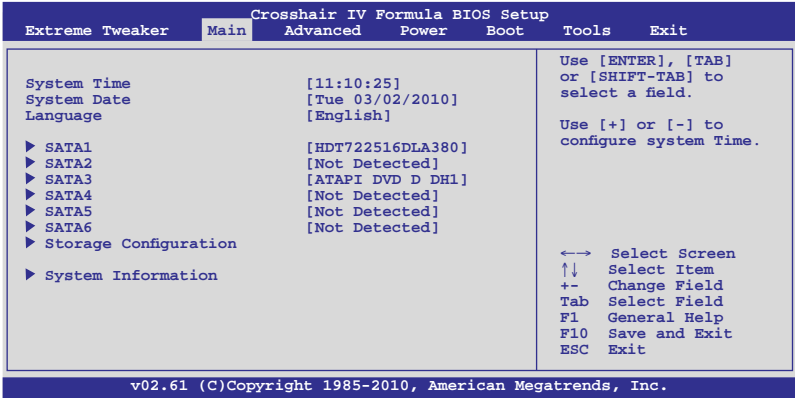 Crosshair IV Formula BIOS Setup
Extreme Tweaker Main Advanced Power Boot Tools Exit
System Time [11:10:25]
System Date [Tue 03/02/2010]
Language [English]
▶ SATA1 [HDT722516DLA380]
▶ SATA2 [Not Detected]
▶ SATA3 [ATAPI DVD D DH1]
▶ SATA4 [Not Detected]
▶ SATA5 [Not Detected]
▶ SATA6 [Not Detected]
▶ Storage Configuration
▶ System Information
Use [ENTER], [TAB]
or [SHIFT-TAB] to
select a field.
Use [+] or [-] to
configure system Time.
←→ Select Screen
↑↓ Select Item
+- Change Field
Tab Select Field
F1 General Help
F10 Save and Exit
ESC Exit
v02.61 (C)Copyright 1985-2010, American Megatrends, Inc.